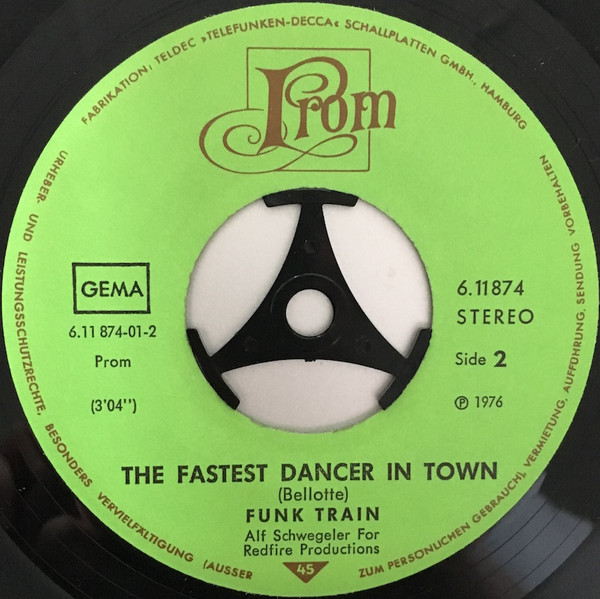 FABRIKATION: TELDEC »TELEFUNKEN-DECCA« SCHALLPLATTEN GMBH., HAMBURG
Prom
GEMA
6.11 874-01-2
Prom
(3'04'')
6.11874
STEREO
Side 2
℗ 1976
THE FASTEST DANCER IN TOWN
(Bellotte)
FUNK TRAIN
Alf Schwegeler For
Redfire Productions
45
URHEBER- UND LEISTUNGSSCHUTZRECHTE, BESONDERS VERVIELFÄLTIGUNG (AUSSER ZUM PERSÖNLICHEN GEBRAUCH), VERMIETUNG, AUFFÜHRUNG, SENDUNG VORBEHALTEN